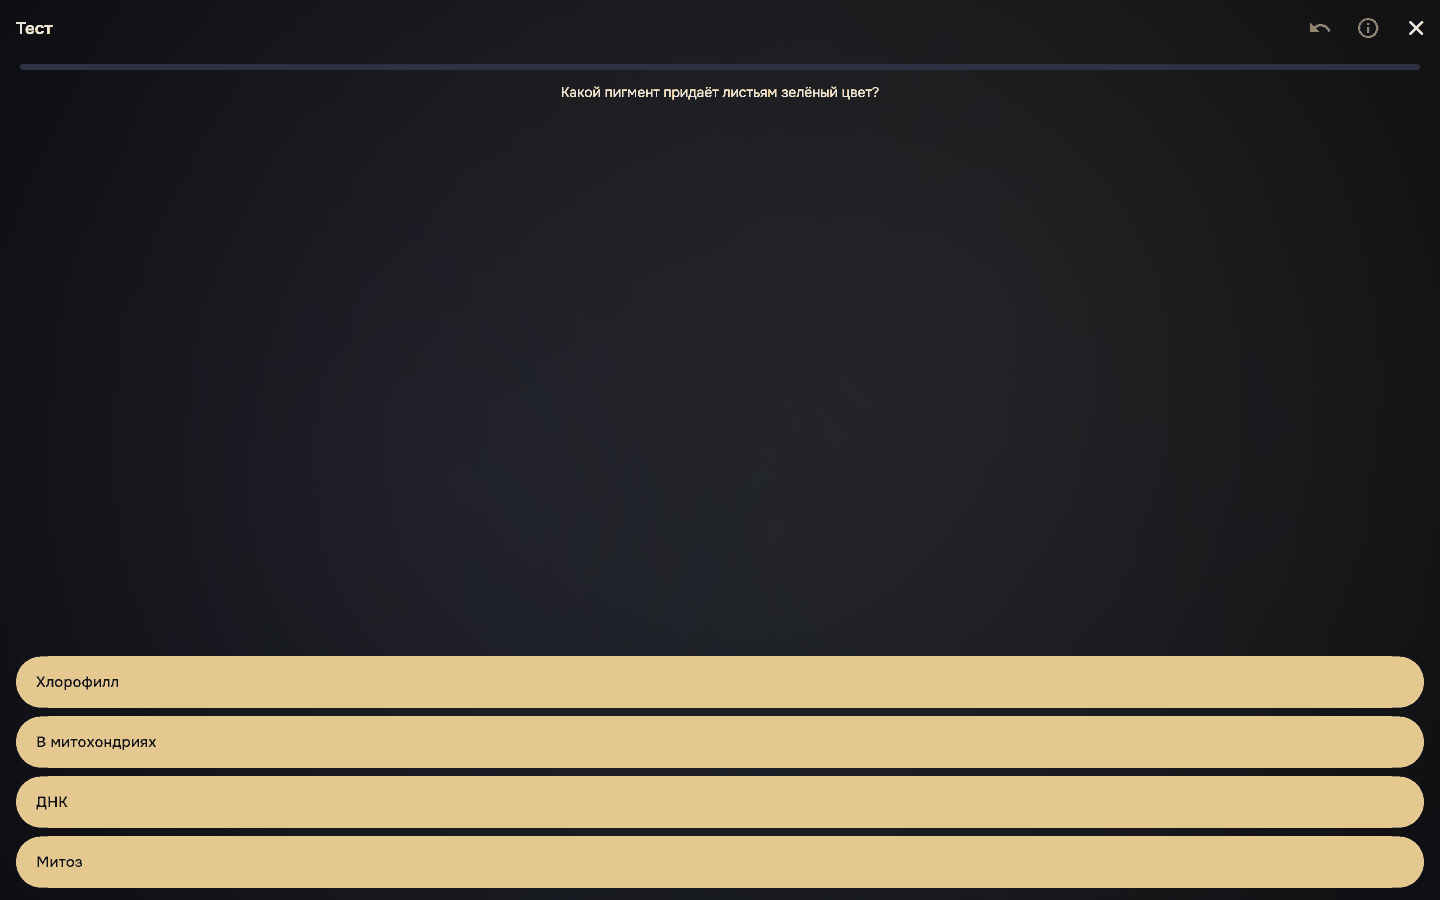 Тест
Какой пигмент придаёт листьям зелёный цвет?
Хлорофилл
В митохондриях
ДНК
Митоз